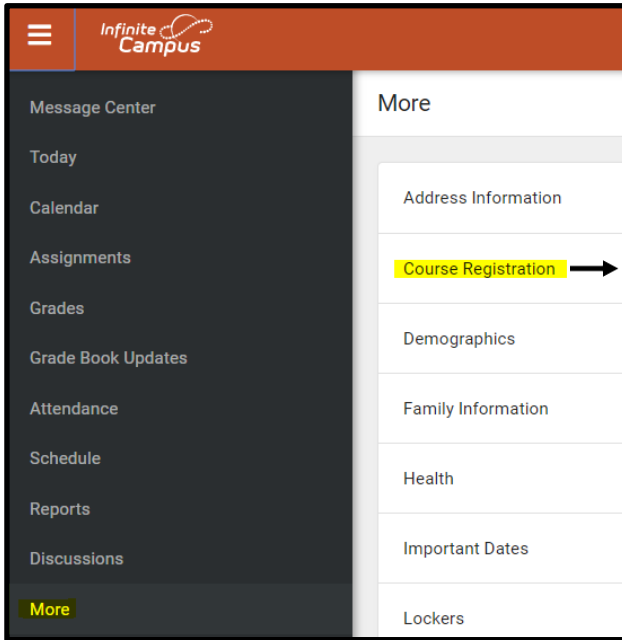 Infinite
Campus
Message Center
Today
Calendar
Assignments
Grades
Grade Book Updates
Attendance
Schedule
Reports
Discussions
More
More
Address Information
Course Registration
Demographics
Family Information
Health
Important Dates
Lockers